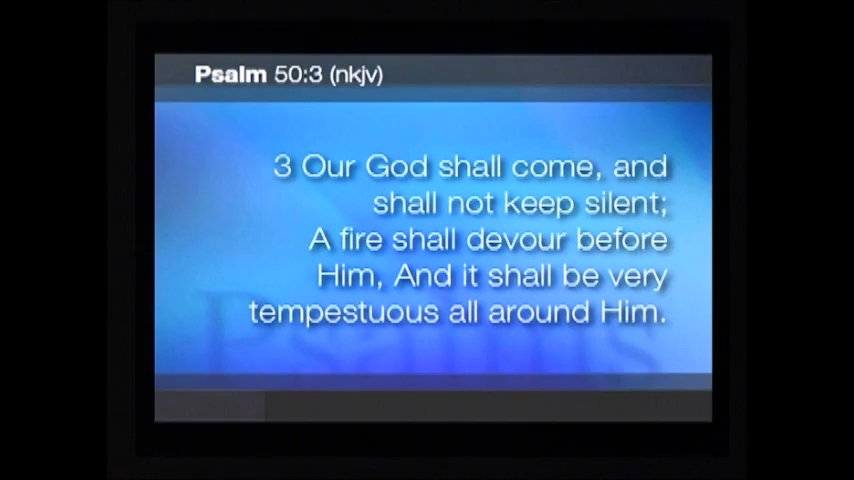 Psalm 50:3 (nkjv)
3 Our God shall come, and
shall not keep silent;
A fire shall devour before
Him, And it shall be very
tempestuous all around Him.
Psalms